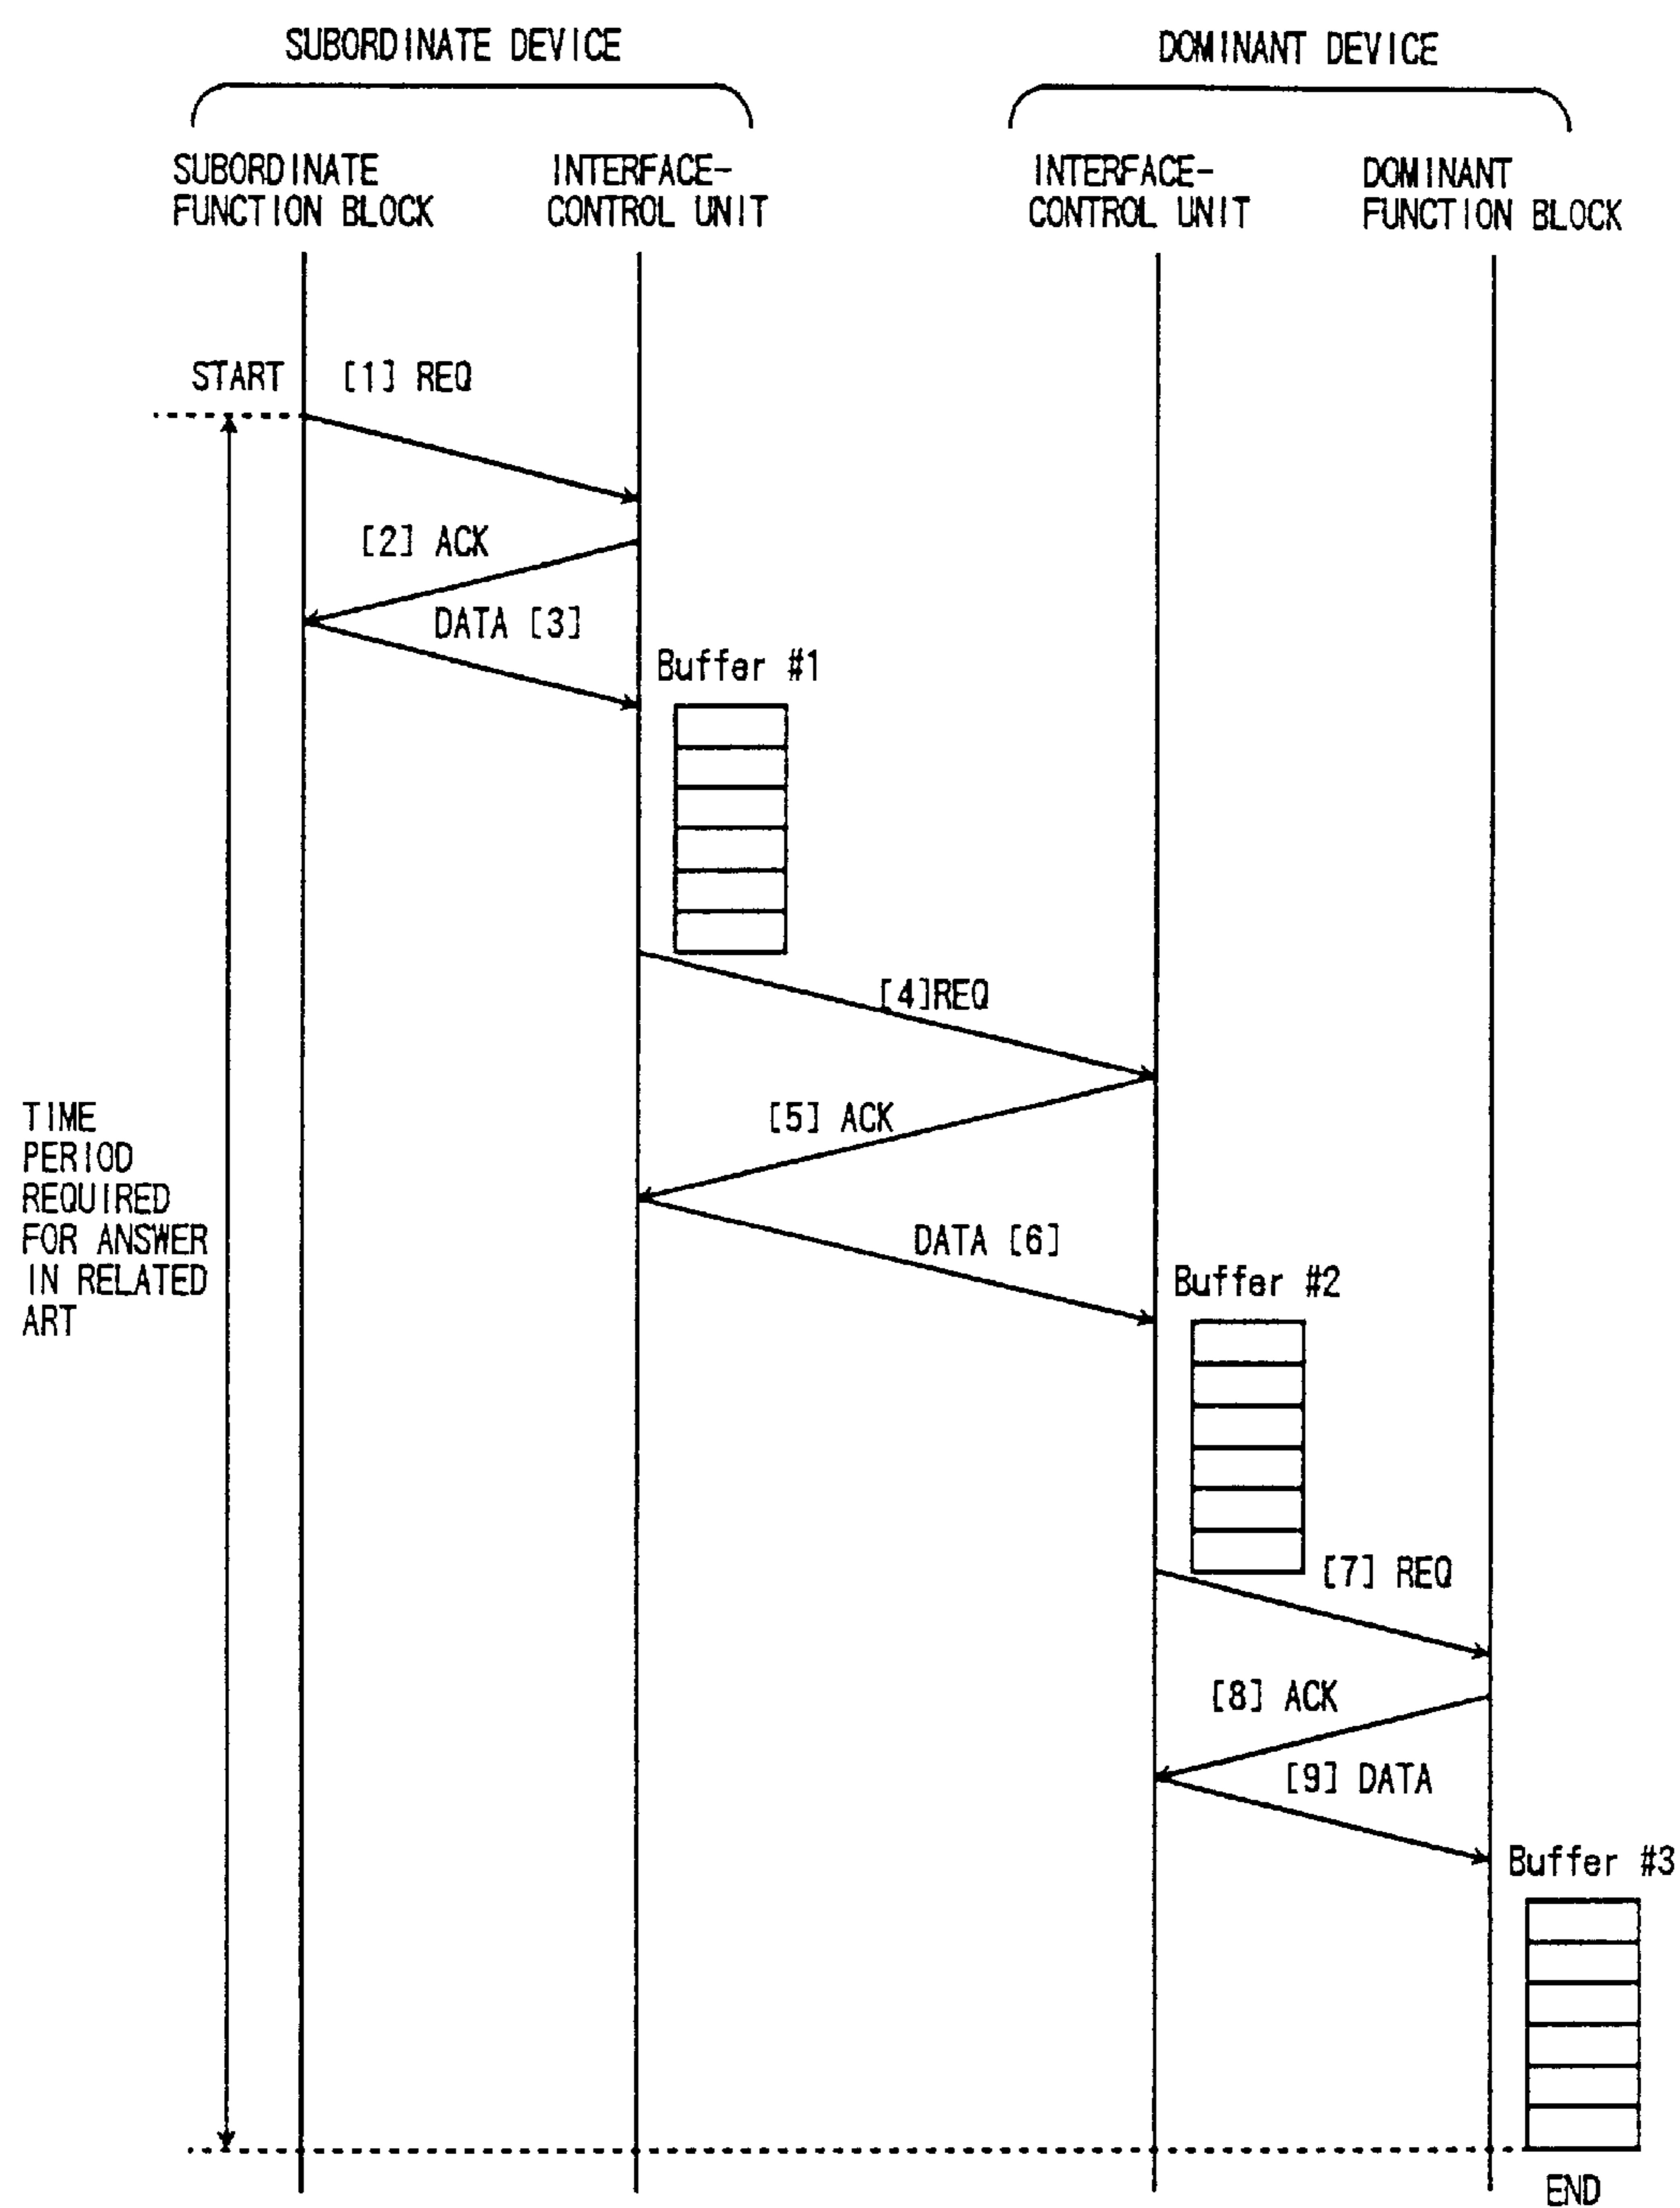 SUBORDINATE DEVICE
DOMINANT DEVICE
SUBORDINATE
FUNCTION BLOCK
INTERFACE-
CONTROL UNIT
INTERFACE-
CONTROL UNIT
DOMINANT
FUNCTION BLOCK
START
[1] REQ
[2] ACK
DATA [3]
Buffer #1
[4]REQ
[5] ACK
TIME
PERIOD
REQUIRED
FOR ANSWER
IN RELATED
ART
DATA [6]
Buffer #2
[7] REQ
[8] ACK
[9] DATA
Buffer #3
END